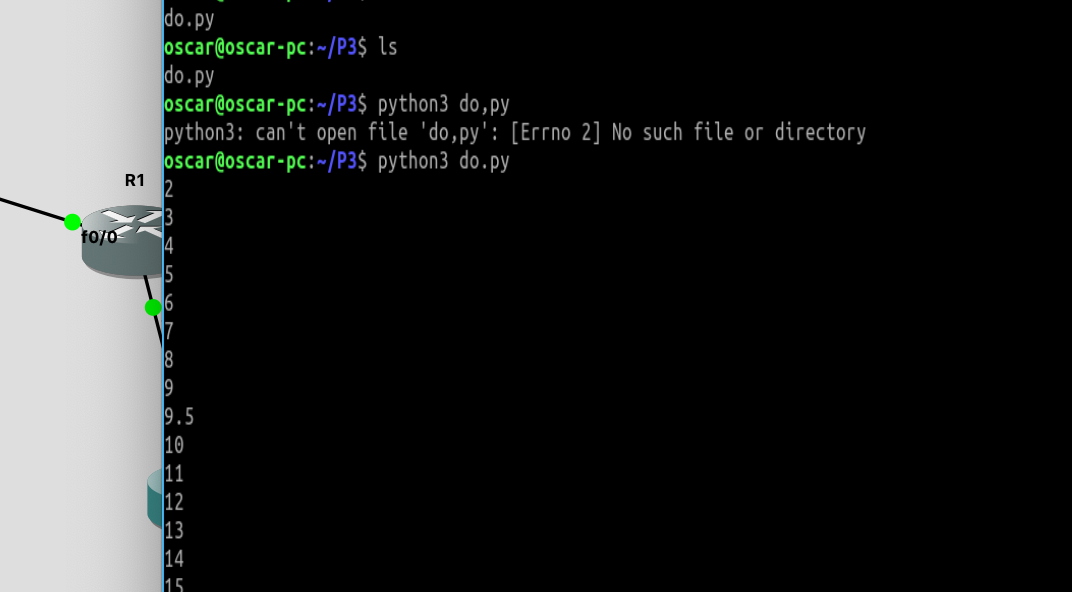 do.py
oscar@oscar-pc:~/P3$ ls
do.py
oscar@oscar-pc:~/P3$ python3 do,py
python3: can't open file 'do,py': [Errno 2] No such file or directory
oscar@oscar-pc:~/P3$ python3 do.py
2
3
4
5
6
7
8
9
9.5
10
11
12
13
14
15
R1
f0/0